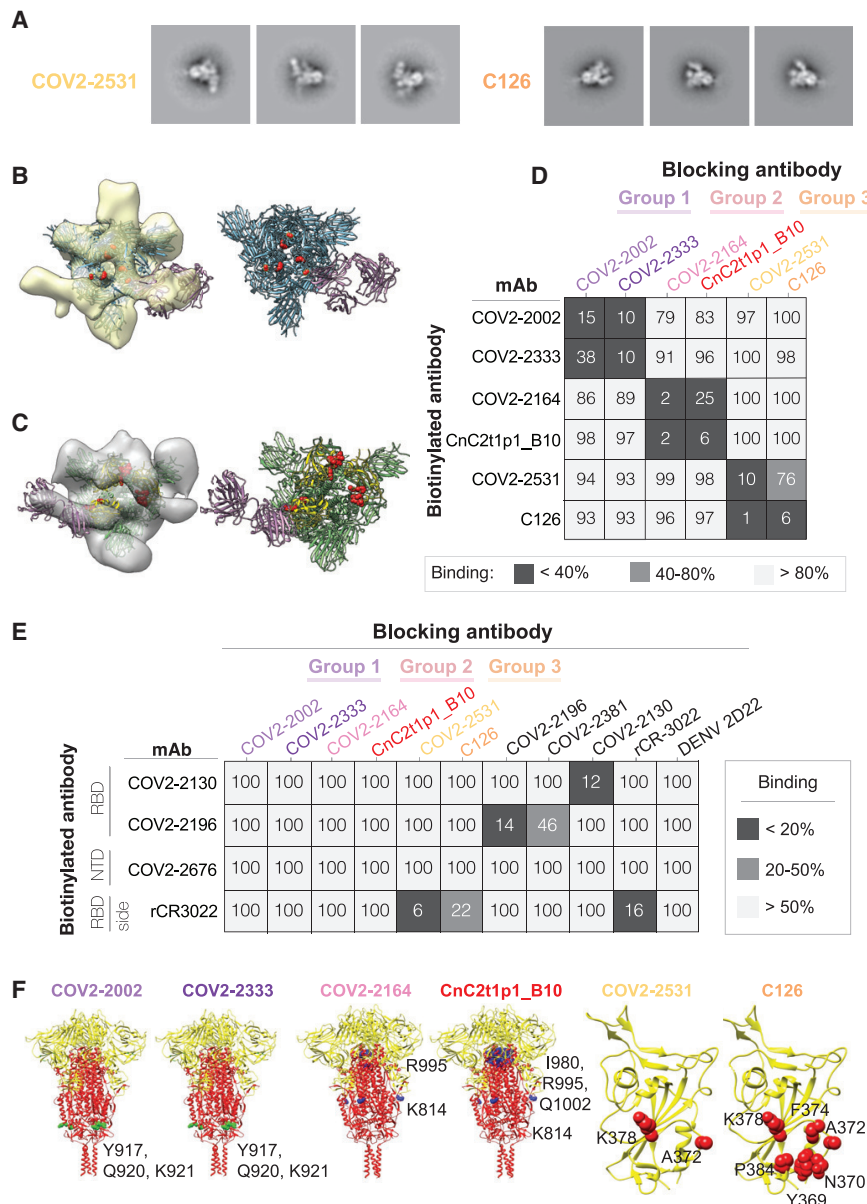 A
COV2-2531
C126
B
C
D
Blocking antibody
Group 1 Group 2 Group 3
COV2-2002 COV2-2333 COV2-2164 CnC2t1p1_B10 COV2-2531 C126
mAb
Biotinylated antibody
COV2-2002 15 10 79 83 97 100
COV2-2333 38 10 91 96 100 98
COV2-2164 86 89 2 25 100 100
CnC2t1p1_B10 98 97 2 6 100 100
COV2-2531 94 93 99 98 10 76
C126 93 93 96 97 1 6
Binding: < 40% 40-80% > 80%
E
Blocking antibody
Group 1 Group 2 Group 3
COV2-2002 COV2-2333 COV2-2164 CnC2t1p1_B10 COV2-2531 C126 COV2-2196 COV2-2381 COV2-2130 rCR-3022 DENV 2D22
mAb
Biotinylated antibody
RBD
COV2-2130 100 100 100 100 100 100 100 100 12 100 100
COV2-2196 100 100 100 100 100 100 14 46 100 100 100
NTD
COV2-2676 100 100 100 100 100 100 100 100 100 100 100
RBD side
rCR3022 100 100 100 100 6 22 100 100 100 16 100
Binding
< 20%
20-50%
> 50%
F
COV2-2002 COV2-2333 COV2-2164 CnC2t1p1_B10 COV2-2531 C126
Y917,
Q920, K921
Y917,
Q920, K921
R995
K814
I980,
R995,
Q1002
K814
K378
A372
K378
F374
A372
P384
N370
Y369